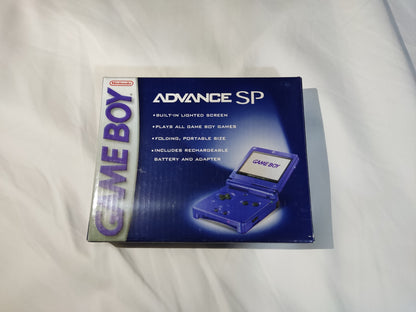 Nintendo
GAME BOY
ADVANCE SP
•BUILT-IN LIGHTED SCREEN
•PLAYS ALL GAME BOY GAMES
•FOLDING, PORTABLE SIZE
•INCLUDES RECHARGEABLE
BATTERY AND ADAPTER
GAME BOY